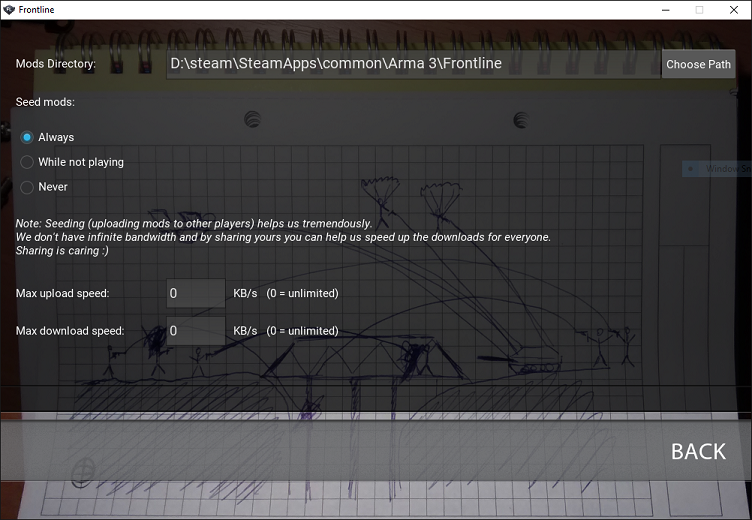 Frontline
Mods Directory: D:\steam\SteamApps\common\Arma 3\Frontline Choose Path
Seed mods:
Always
While not playing
Never
Note: Seeding (uploading mods to other players) helps us tremendously.
We don't have infinite bandwidth and by sharing yours you can help us speed up the downloads for everyone.
Sharing is caring :)
Max upload speed: 0 KB/s (0 = unlimited)
Max download speed: 0 KB/s (0 = unlimited)
BACK